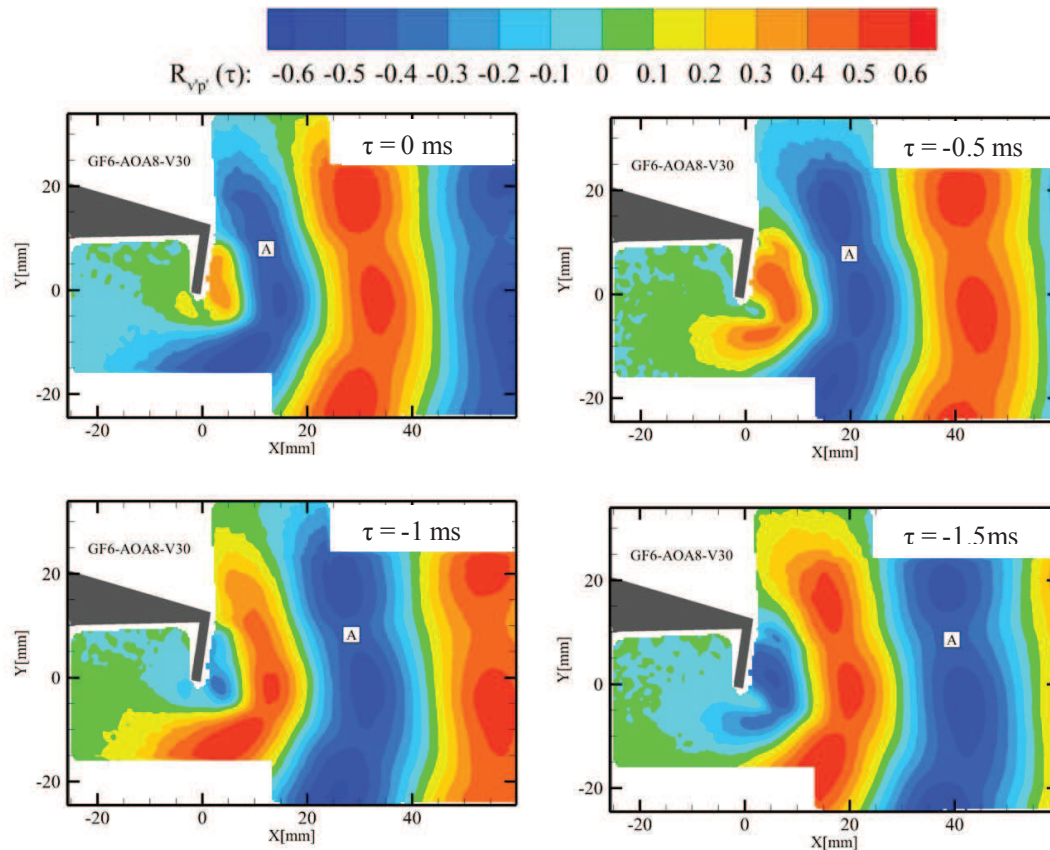 R_{v'p'} (τ): -0.6 -0.5 -0.4 -0.3 -0.2 -0.1 0 0.1 0.2 0.3 0.4 0.5 0.6
τ = 0 ms
GF6-AOA8-V30
A
Y[mm]
20
0
-20
-20 0 20 40
X[mm]
τ = -0.5 ms
GF6-AOA8-V30
A
Y[mm]
20
0
-20
-20 0 20 40
X[mm]
τ = -1 ms
GF6-AOA8-V30
A
Y[mm]
20
0
-20
-20 0 20 40
X[mm]
τ = -1.5ms
GF6-AOA8-V30
A
Y[mm]
20
0
-20
-20 0 20 40
X[mm]